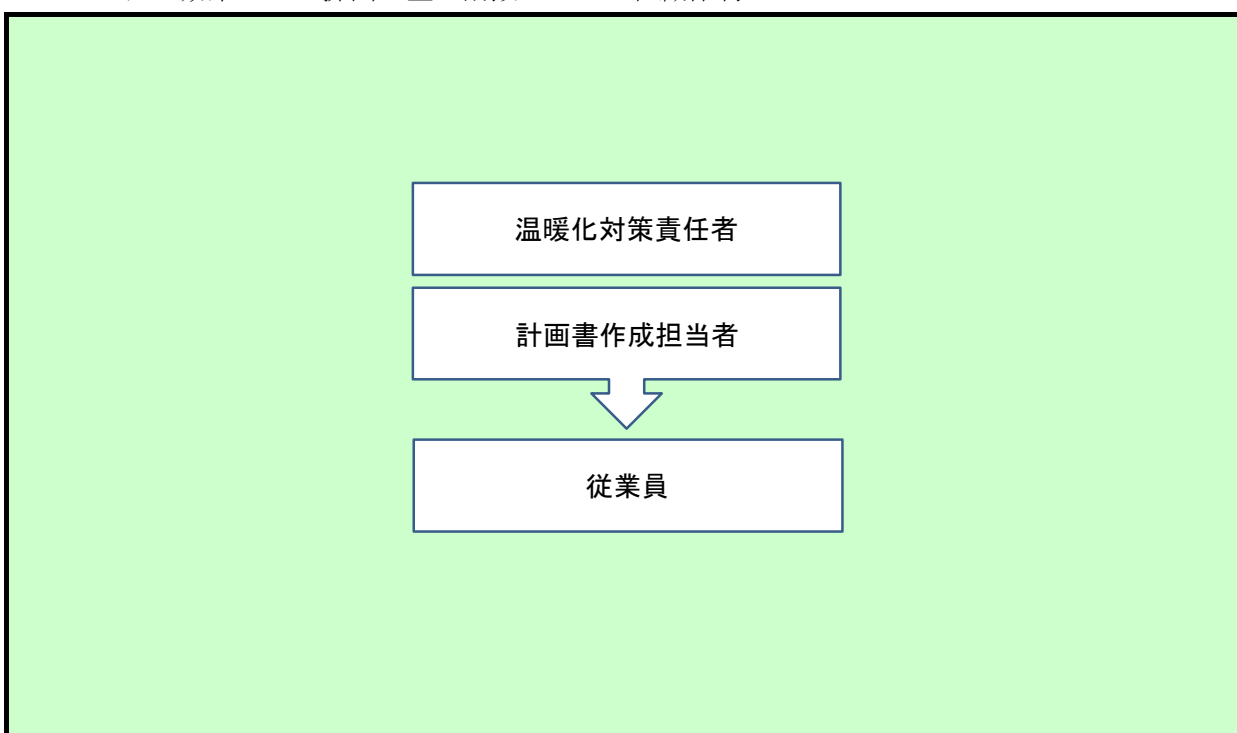 温暖化対策責任者
計画書作成担当者
従業員